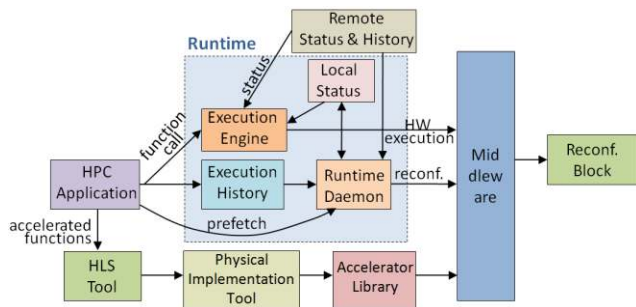 Remote
Status & History
Runtime
status
Local
Status
function
call
Execution
Engine
HW
execution
Mid
dlew
are
Reconf.
Block
HPC
Application
Execution
History
Runtime
Daemon
reconf.
prefetch
accelerated
functions
HLS
Tool
Physical
Implementation
Tool
Accelerator
Library